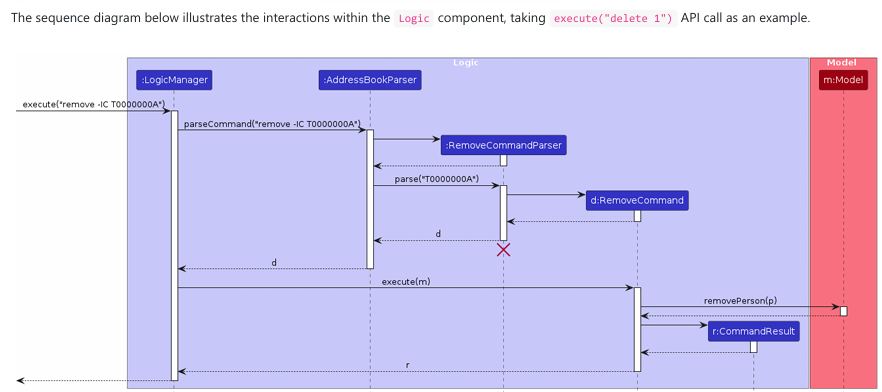 The sequence diagram below illustrates the interactions within the Logic component, taking execute("delete 1") API call as an example.
Logic
Model
:LogicManager
:AddressBookParser
m:Model
execute("remove -IC T0000000A")
parseCommand("remove -IC T0000000A")
:RemoveCommandParser
parse("T0000000A")
d:RemoveCommand
d
d
execute(m)
removePerson(p)
r:CommandResult
r